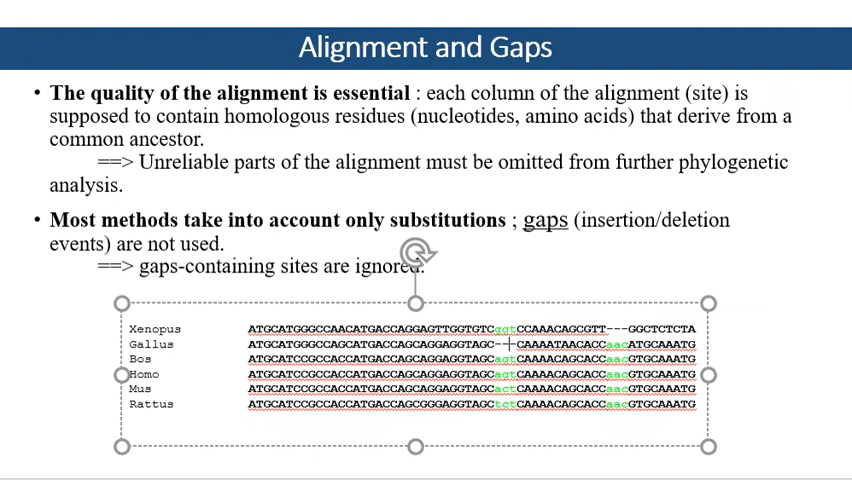 Alignment and Gaps
• The quality of the alignment is essential : each column of the alignment (site) is
supposed to contain homologous residues (nucleotides, amino acids) that derive from a
common ancestor.
==> Unreliable parts of the alignment must be omitted from further phylogenetic
analysis.
• Most methods take into account only substitutions ; gaps (insertion/deletion
events) are not used.
==> gaps-containing sites are ignored.
Xenopus ATGCATGGGCCAACATGACCAGGAGTTGGTGTCggtCCAAACAGCGTT---GGCTCTCTA
Gallus ATGCATGGGCCAGCATGACCAGCAGGAGGTAGC---CAAAATAACACCaacATGCAAATG
Bos ATGCATCCGCCACCATGACCAGCAGGAGGTAGCagtCAAAACAGCACCaacGTGCAAATG
Homo ATGCATCCGCCACCATGACCAGCAGGAGGTAGCagtCAAAACAGCACCaacGTGCAAATG
Mus ATGCATCCGCCACCATGACCAGCAGGAGGTAGCactCAAAACAGCACCaacGTGCAAATG
Rattus ATGCATCCGCCACCATGACCAGCGGGAGGTAGCtctCAAAACAGCACCaacGTGCAAATG